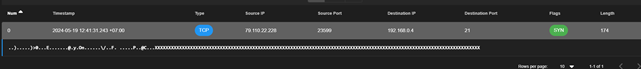 Num Timestamp Type Source IP Source Port Destination IP Destination Port Flags Length
0 2024-05-19 12:41:31.243 +07:00 TCP 79.110.22.228 23599 192.168.0.4 21 SYN 174
Rows per page: 10 1-1 of 1